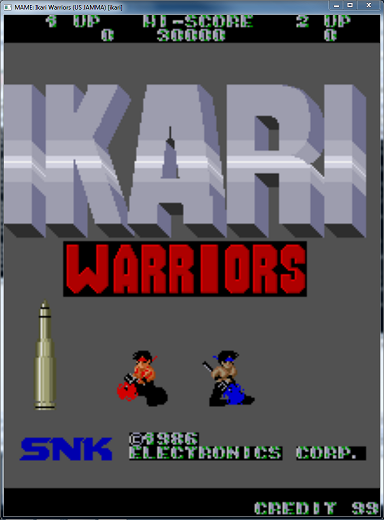 MAME: Ikari Warriors (US JAMMA) [ikari]
1 UP HI-SCORE 2 UP
0 30000 0
IKARI
WARRIORS
SNK ©1986
ELECTRONICS CORP.
CREDIT 99